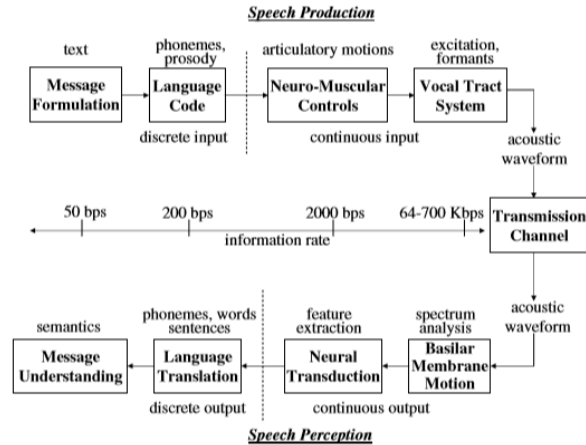 Speech Production
text
phonemes,
prosody
articulatory motions
excitation,
formants
Message
Formulation
Language
Code
Neuro-Muscular
Controls
Vocal Tract
System
discrete input
continuous input
acoustic
waveform
50 bps
200 bps
2000 bps
64-700 Kbps
information rate
Transmission
Channel
acoustic
waveform
semantics
phonemes, words
sentences
feature
extraction
spectrum
analysis
Message
Understanding
Language
Translation
Neural
Transduction
Basilar
Membrane
Motion
discrete output
continuous output
Speech Perception